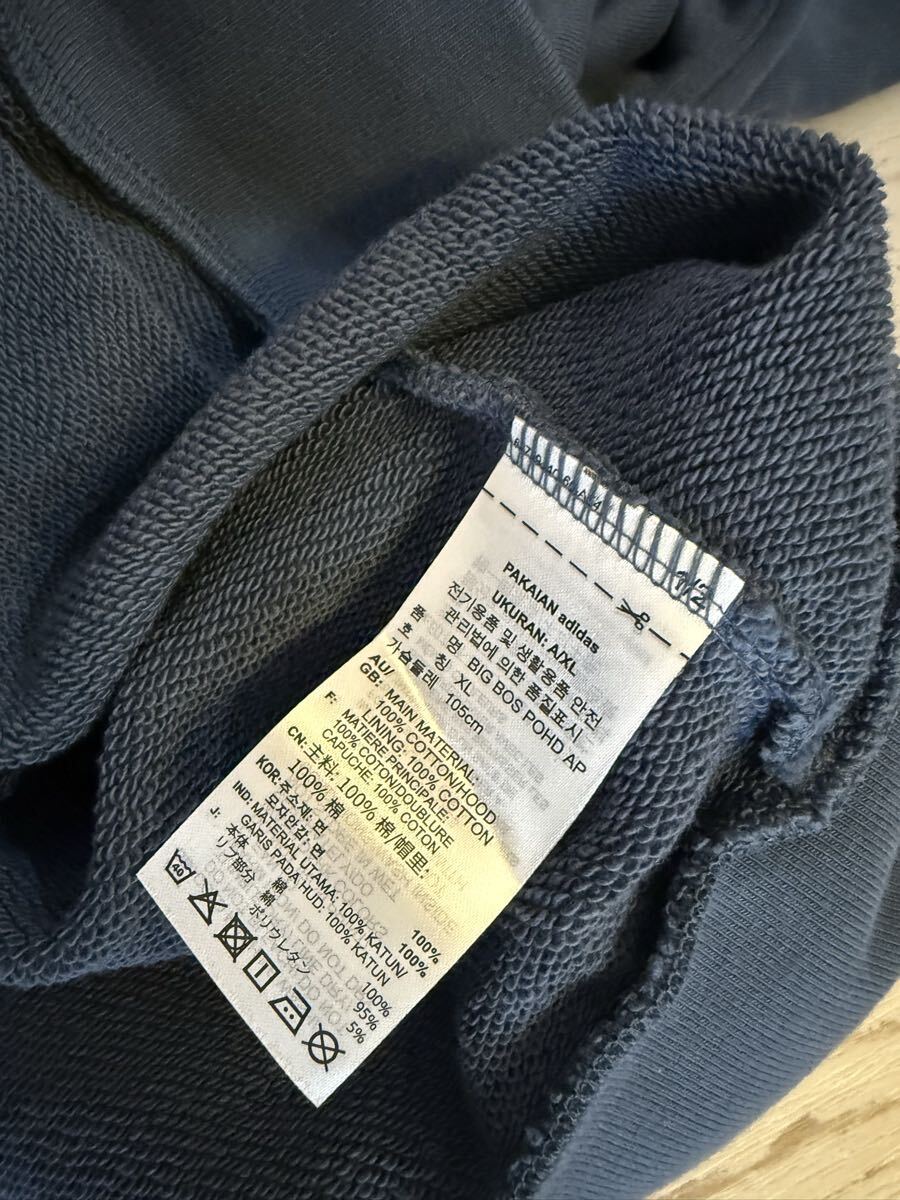 PAKAIAN adidas
UKURAN: A/XL
전기용품 및 생활용품 안전
관리법에 의한 품질표시
품 명 BIG BOS POHD AP
호 칭 XL
가슴둘레 105cm
AU/
GB: MAIN MATERIAL:
100% COTTON/HOOD
LINING: 100% COTTON
F: MATIERE PRINCIPALE:
100% COTON/DOUBLURE
CAPUCHE: 100% COTON
CN: 主料: 100% 棉/帽里:
100% 棉
KOR: 주소재: 면 100%
모자안감: 면 100%
IND: MATERIAL UTAMA: 100% KATUN/
GARIS PADA HUD: 100% KATUN
J: 本体 綿 100%
リブ部分 綿 95%
ポリウレタン 5%
40